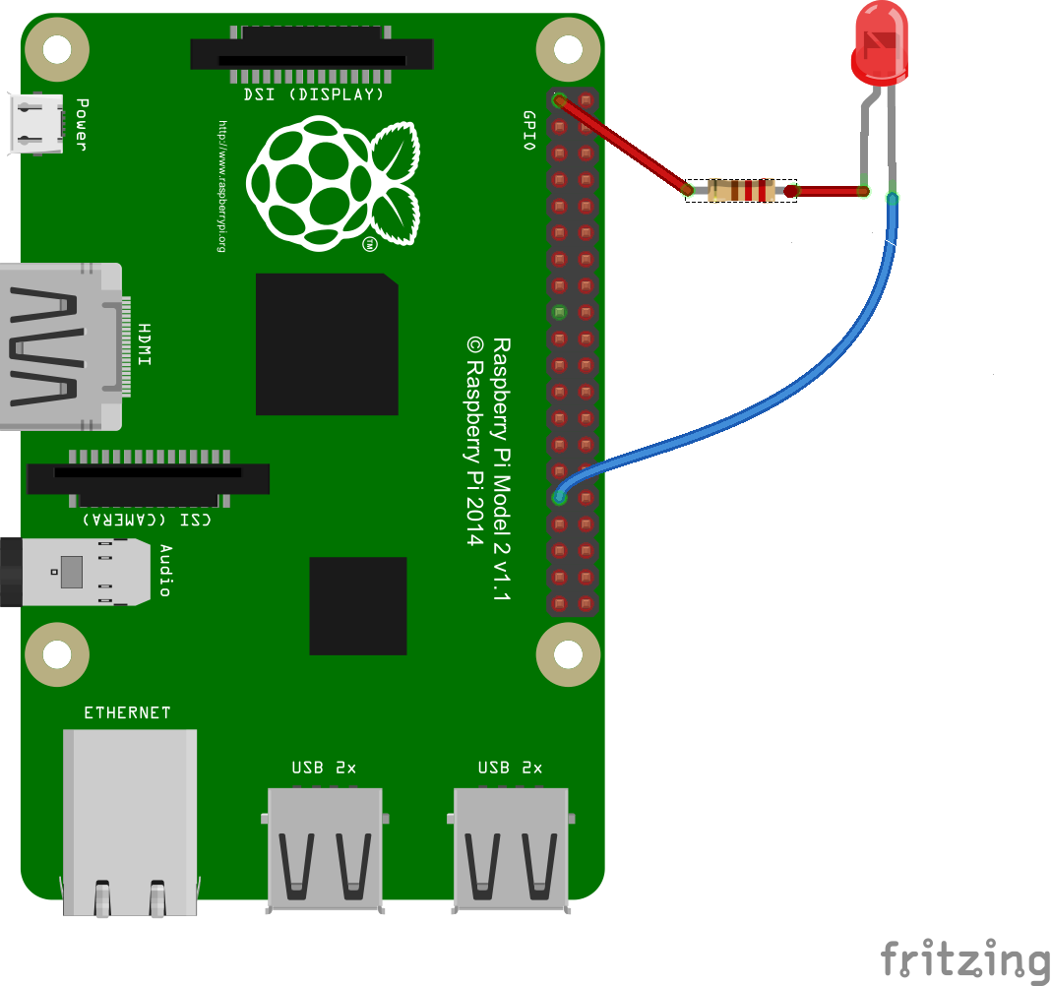 DSI (DISPLAY)
Power
http://www.raspberrypi.org
GPIO
TM
HDMI
Raspberry Pi Model 2 v1.1
© Raspberry Pi 2014
CSI (CAMERA)
Audio
ETHERNET
USB 2x
USB 2x
fritzing